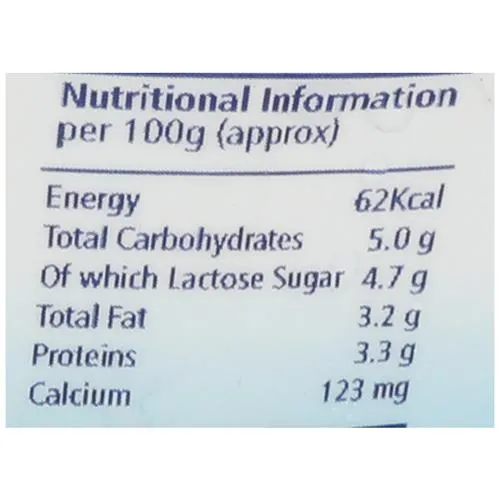 Nutritional Information
per 100g (approx)
Energy 62Kcal
Total Carbohydrates 5.0 g
Of which Lactose Sugar 4.7 g
Total Fat 3.2 g
Proteins 3.3 g
Calcium 123 mg